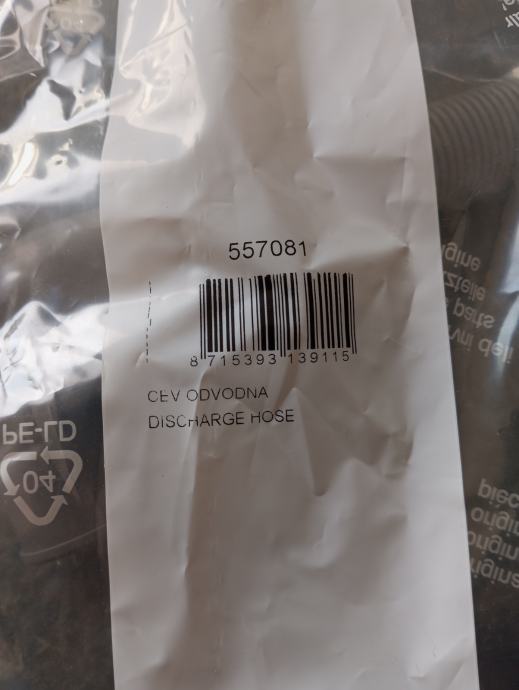 557081
8 715393 139115
CEV ODVODNA
DISCHARGE HOSE
PE-LD
04